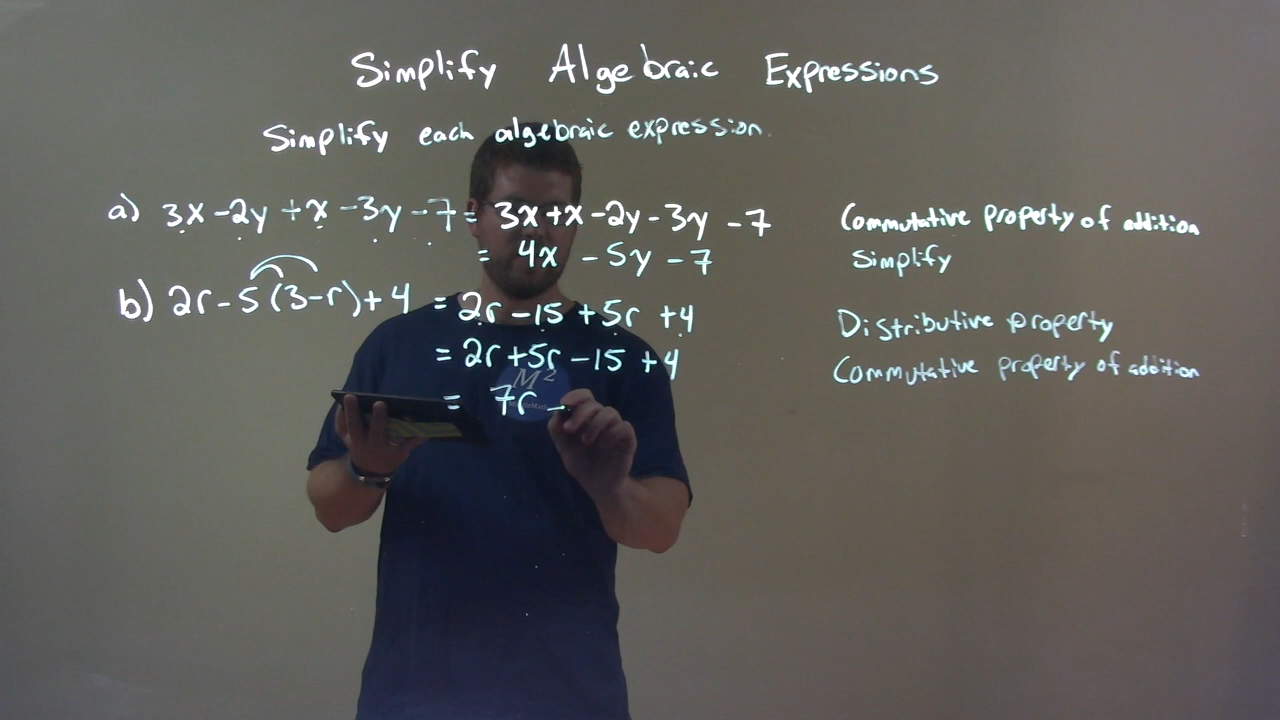 Simplify Algebraic Expressions
Simplify each algebraic expression.
a) 3x -2y +x -3y -7 = 3x+x -2y -3y -7 Commutative property of addition
= 4x -5y -7 Simplify
b) 2r -5(3-r)+4 = 2r -15 +5r +4 Distributive property
= 2r+5r -15 +4 Commutative property of addition
= 7r -
M²